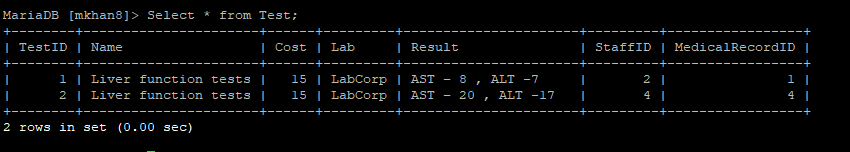 MariaDB [mkhan8]> Select * from Test;
+--------+----------------------+------+---------+----------------------+---------+-----------------+
| TestID | Name                 | Cost | Lab     | Result               | StaffID | MedicalRecordID |
+--------+----------------------+------+---------+----------------------+---------+-----------------+
|      1 | Liver function tests |   15 | LabCorp | AST - 8 , ALT -7     |       2 |               1 |
|      2 | Liver function tests |   15 | LabCorp | AST - 20 , ALT -17   |       4 |               4 |
+--------+----------------------+------+---------+----------------------+---------+-----------------+
2 rows in set (0.00 sec)